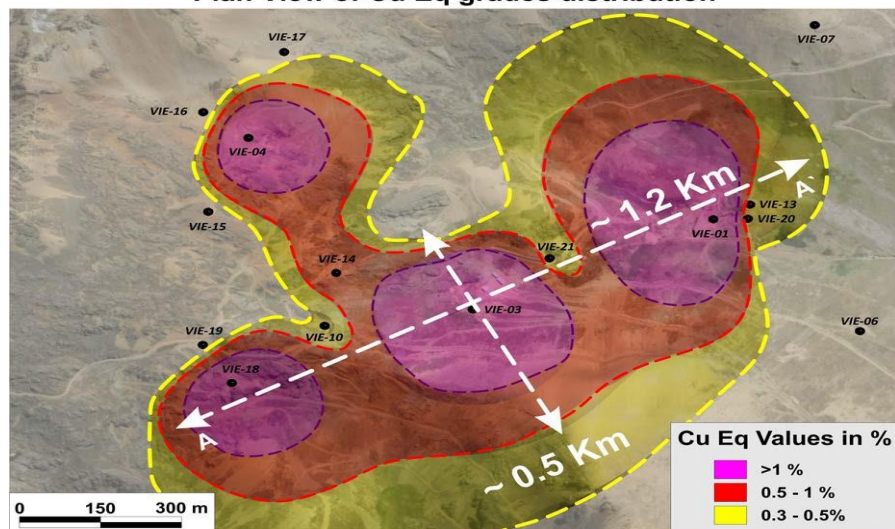 Plan view of Cu Eq grades distribution
VIE-17
VIE-07
VIE-16
VIE-04
~ 1.2 Km
A`
VIE-15
VIE-13
VIE-20
VIE-01
VIE-21
VIE-14
VIE-03
VIE-10
VIE-06
VIE-19
VIE-18
A
~ 0.5 Km
Cu Eq Values in %
>1 %
0.5 - 1 %
0.3 - 0.5%
0 150 300 m